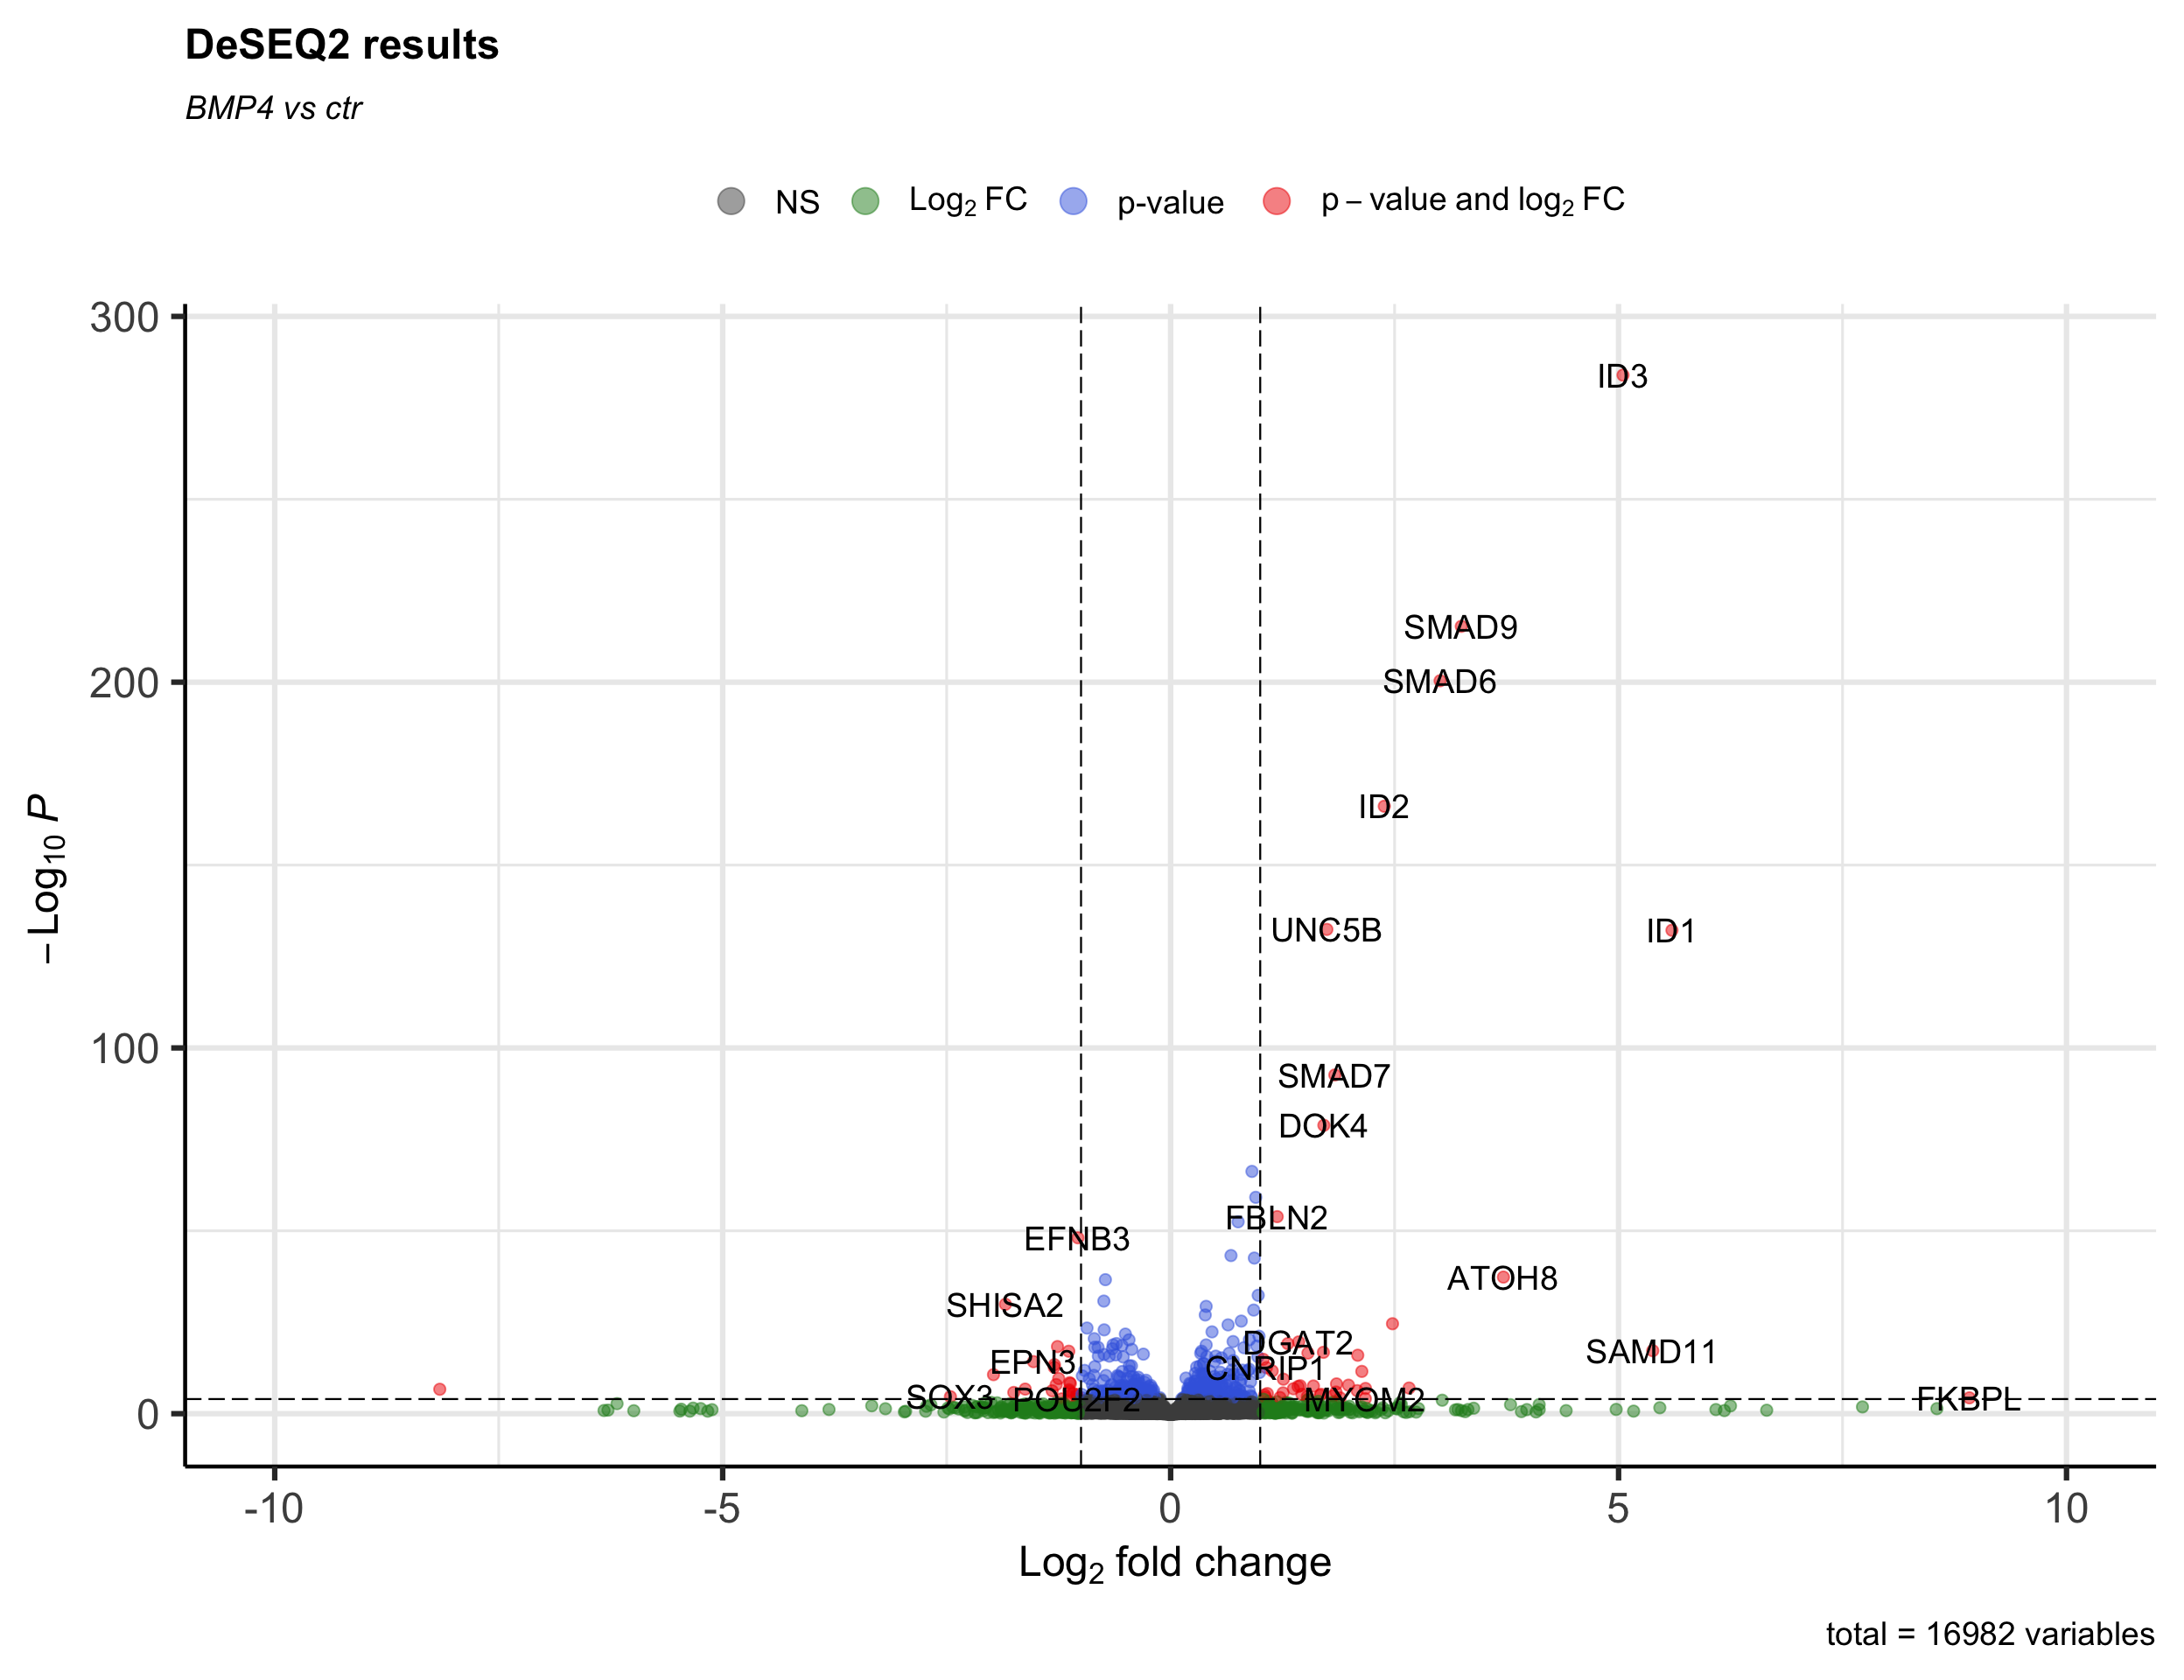 DeSEQ2 results
BMP4 vs ctr
NS Log2 FC p-value p – value and log2 FC
300
ID3
SMAD9
200
SMAD6
ID2
UNC5B
ID1
100
SMAD7
DOK4
FBLN2
EFNB3
ATOH8
SHISA2
DGAT2
SAMD11
EPN3
CNRIP1
SOX3
POU2F2
MYOM2
FKBPL
0
– Log10 P
-10 -5 0 5 10
Log2 fold change
total = 16982 variables